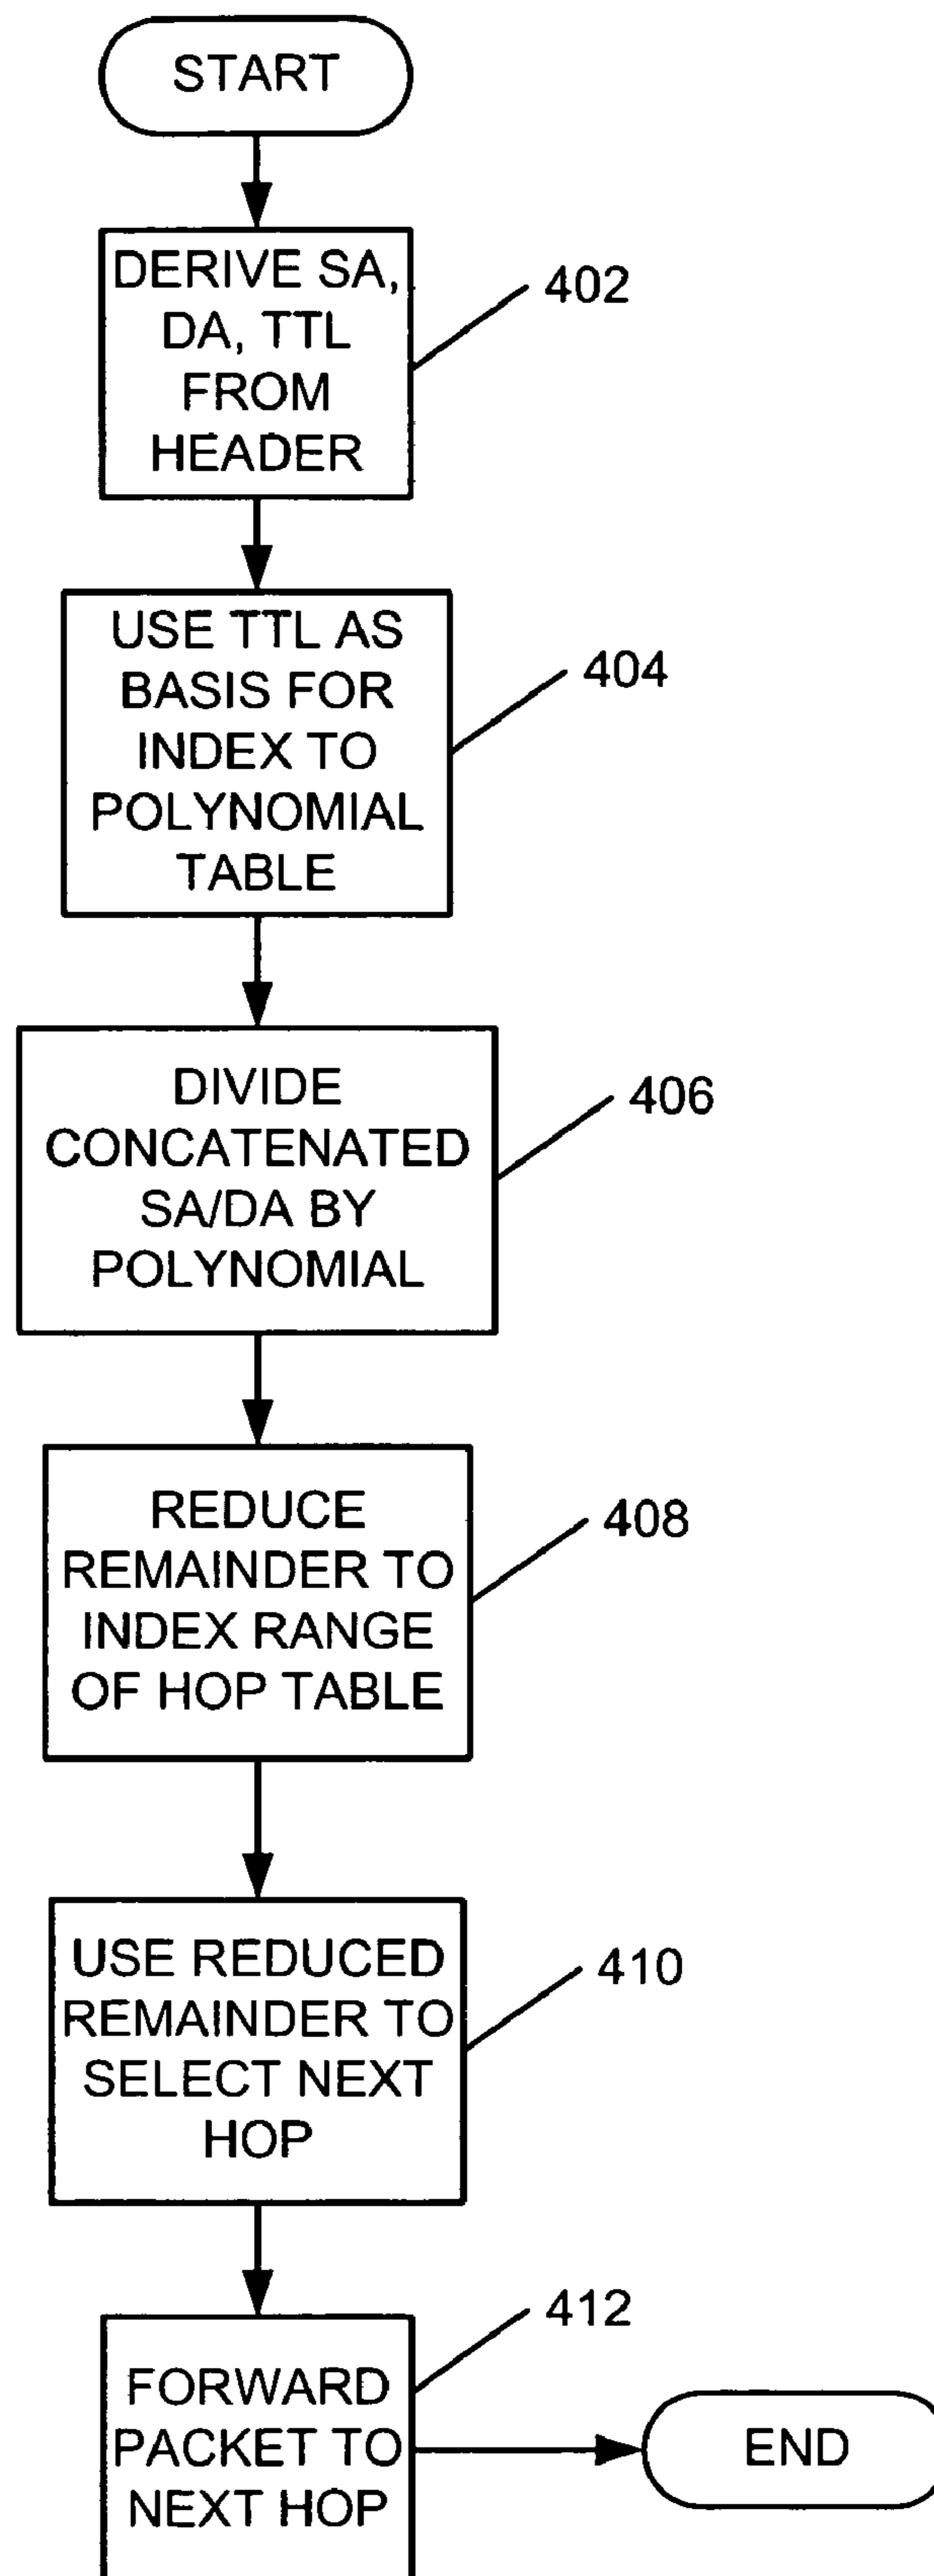 START
DERIVE SA,
DA, TTL
FROM
HEADER
402
USE TTL AS
BASIS FOR
INDEX TO
POLYNOMIAL
TABLE
404
DIVIDE
CONCATENATED
SA/DA BY
POLYNOMIAL
406
REDUCE
REMAINDER TO
INDEX RANGE
OF HOP TABLE
408
USE REDUCED
REMAINDER TO
SELECT NEXT
HOP
410
FORWARD
PACKET TO
NEXT HOP
412
END